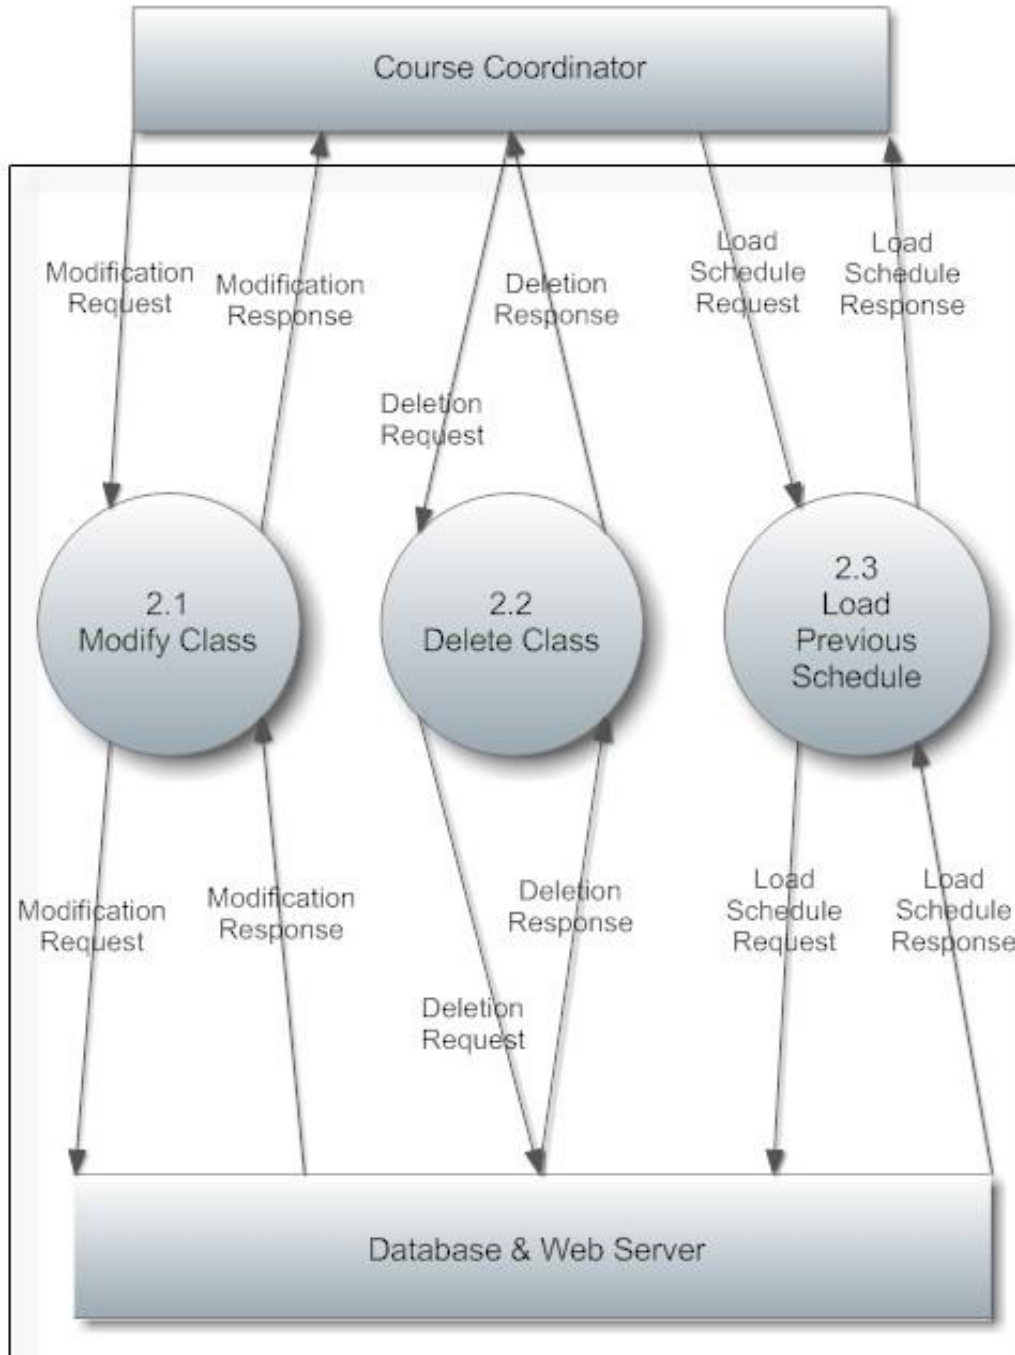 Course Coordinator
Modification
Request
Modification
Response
Deletion
Request
Deletion
Response
Load
Schedule
Request
Load
Schedule
Response
2.1
Modify Class
2.2
Delete Class
2.3
Load
Previous
Schedule
Modification
Request
Modification
Response
Deletion
Request
Deletion
Response
Load
Schedule
Request
Load
Schedule
Response
Database & Web Server